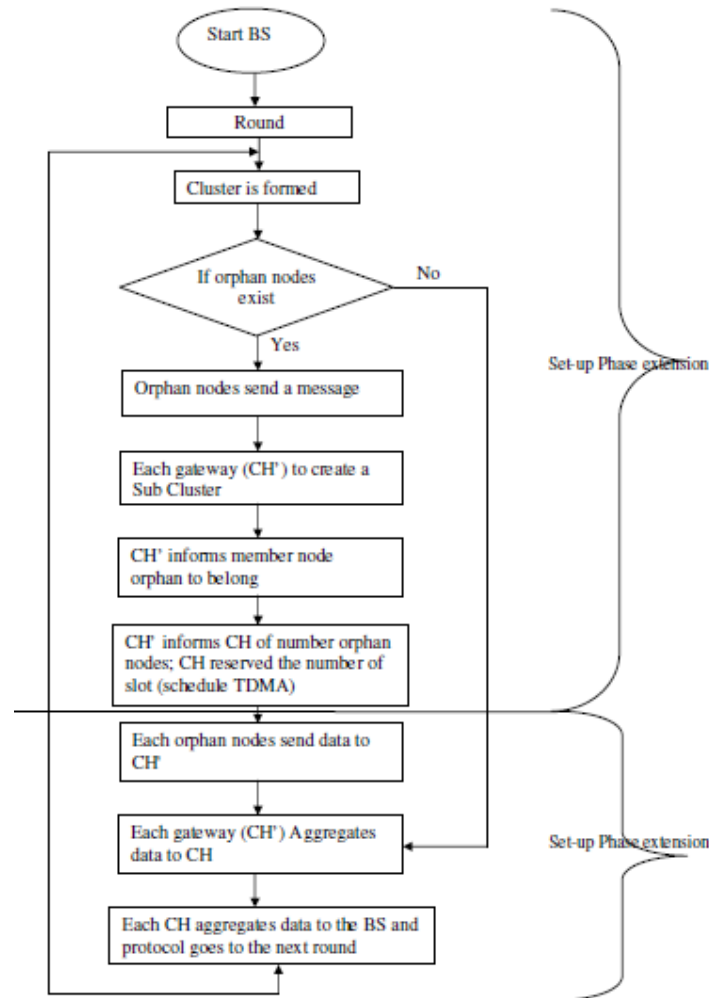 Start BS
Round
Cluster is formed
If orphan nodes
exist
No
Yes
Set-up Phase extension
Orphan nodes send a message
Each gateway (CH') to create a
Sub Cluster
CH' informs member node
orphan to belong
CH' informs CH of number orphan
nodes; CH reserved the number of
slot (schedule TDMA)
Each orphan nodes send data to
CH'
Each gateway (CH') Aggregates
data to CH
Set-up Phase extension
Each CH aggregates data to the BS and
protocol goes to the next round